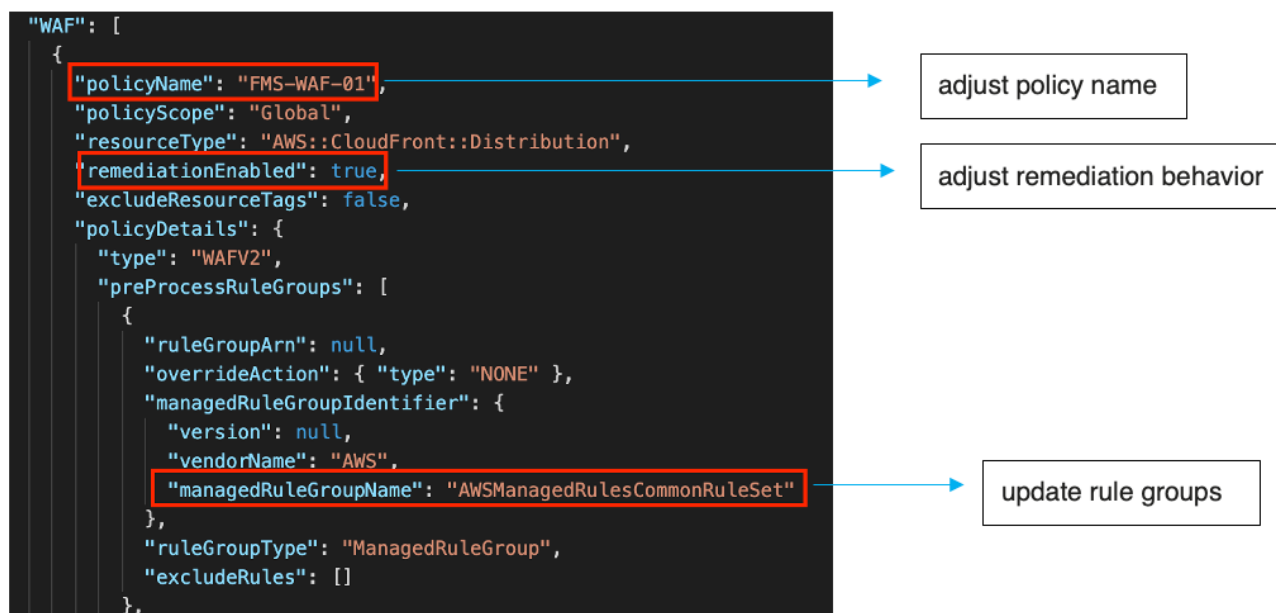 "WAF": [
{
"policyName": "FMS-WAF-01",
adjust policy name
"policyScope": "Global",
"resourceType": "AWS::CloudFront::Distribution",
"remediationEnabled": true,
adjust remediation behavior
"excludeResourceTags": false,
"policyDetails": {
"type": "WAFV2",
"preProcessRuleGroups": [
{
"ruleGroupArn": null,
"overrideAction": { "type": "NONE" },
"managedRuleGroupIdentifier": {
"version": null,
"vendorName": "AWS",
"managedRuleGroupName": "AWSManagedRulesCommonRuleSet"
update rule groups
},
"ruleGroupType": "ManagedRuleGroup",
"excludeRules": []
},